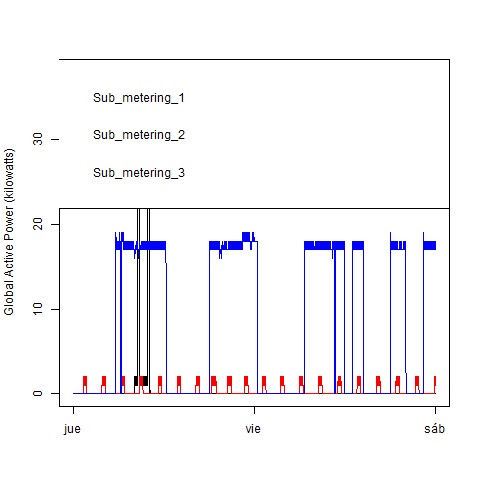 Sub_metering_1
Sub_metering_2
Sub_metering_3
Global Active Power (kilowatts)
30
20
10
0
jue vie sáb